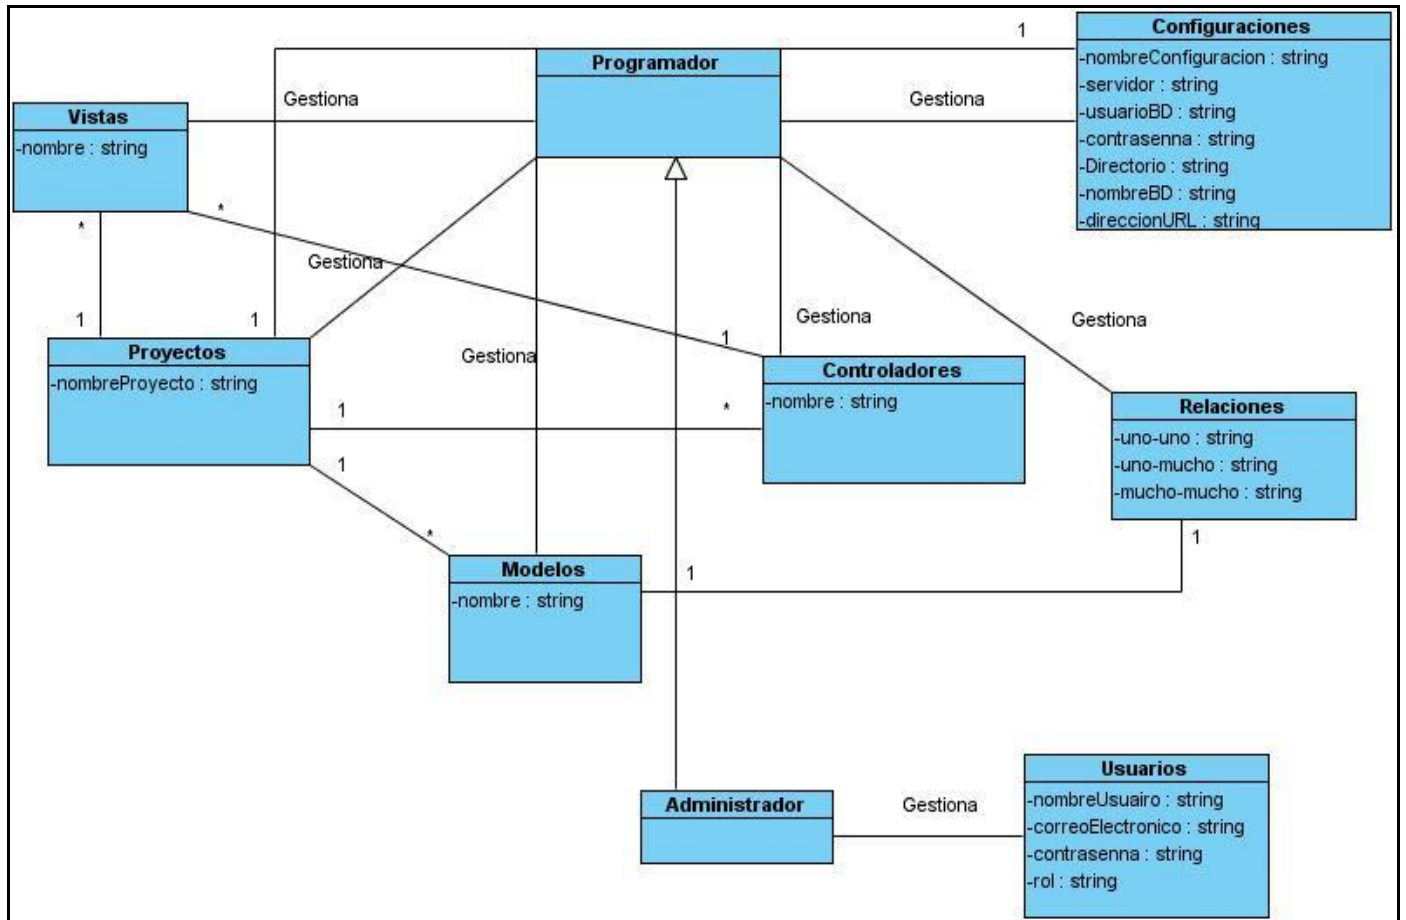 1
Configuraciones
-nombreConfiguracion : string
-servidor : string
-usuarioBD : string
-contrasenna : string
-Directorio : string
-nombreBD : string
-direccionURL : string
Programador
Gestiona
Gestiona
Vistas
-nombre : string
*
*
Gestiona
1
1
1
Gestiona
Gestiona
Gestiona
Proyectos
-nombreProyecto : string
Controladores
-nombre : string
1
*
1
*
Relaciones
-uno-uno : string
-uno-mucho : string
-mucho-mucho : string
1
1
Modelos
-nombre : string
Administrador
Gestiona
Usuarios
-nombreUsuairo : string
-correoElectronico : string
-contrasenna : string
-rol : string